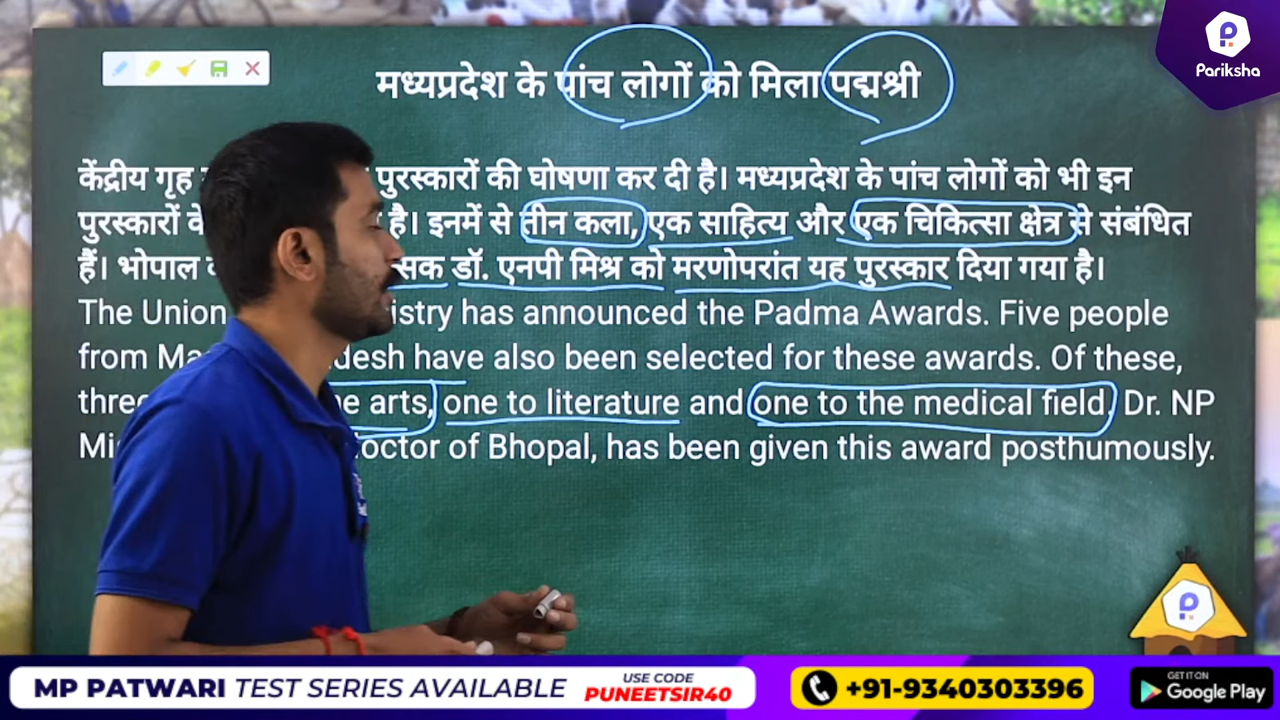 मध्यप्रदेश के पांच लोगों को मिला पद्मश्री
Pariksha
केंद्रीय गृह पुरस्कारों की घोषणा कर दी है। मध्यप्रदेश के पांच लोगों को भी इन
पुरस्कारों है। इनमें से तीन कला, एक साहित्य और एक चिकित्सा क्षेत्र से संबंधित
हैं। भोपाल डॉ. एनपी मिश्र को मरणोपरांत यह पुरस्कार दिया गया है।
The Union has announced the Padma Awards. Five people
from have also been selected for these awards. Of these,
arts, one to literature and one to the medical field, Dr. NP
of Bhopal, has been given this award posthumously.
MP PATWARI TEST SERIES AVAILABLE
USE CODE
PUNEETSIR40
+91-9340303396
GET IT ON
Google Play